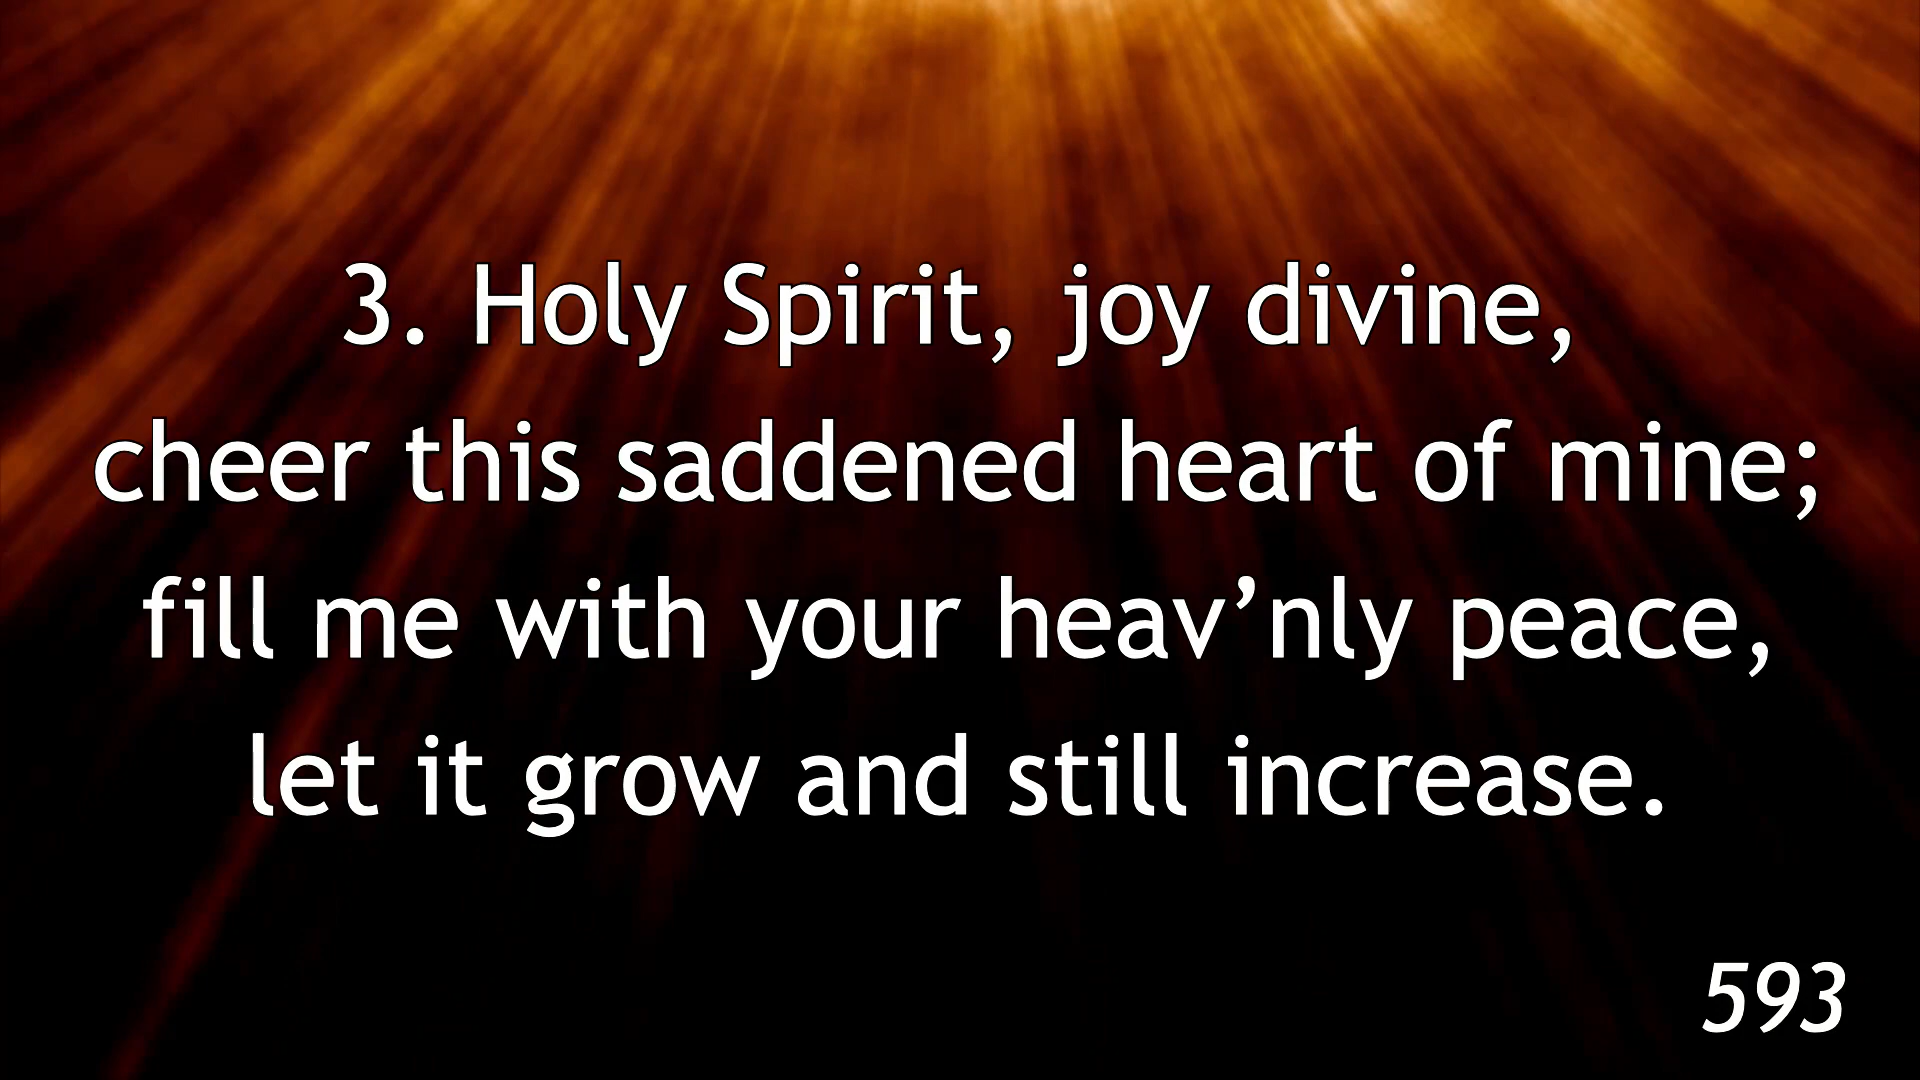 3. Holy Spirit, joy divine,
cheer this saddened heart of mine;
fill me with your heav’nly peace,
let it grow and still increase.
593